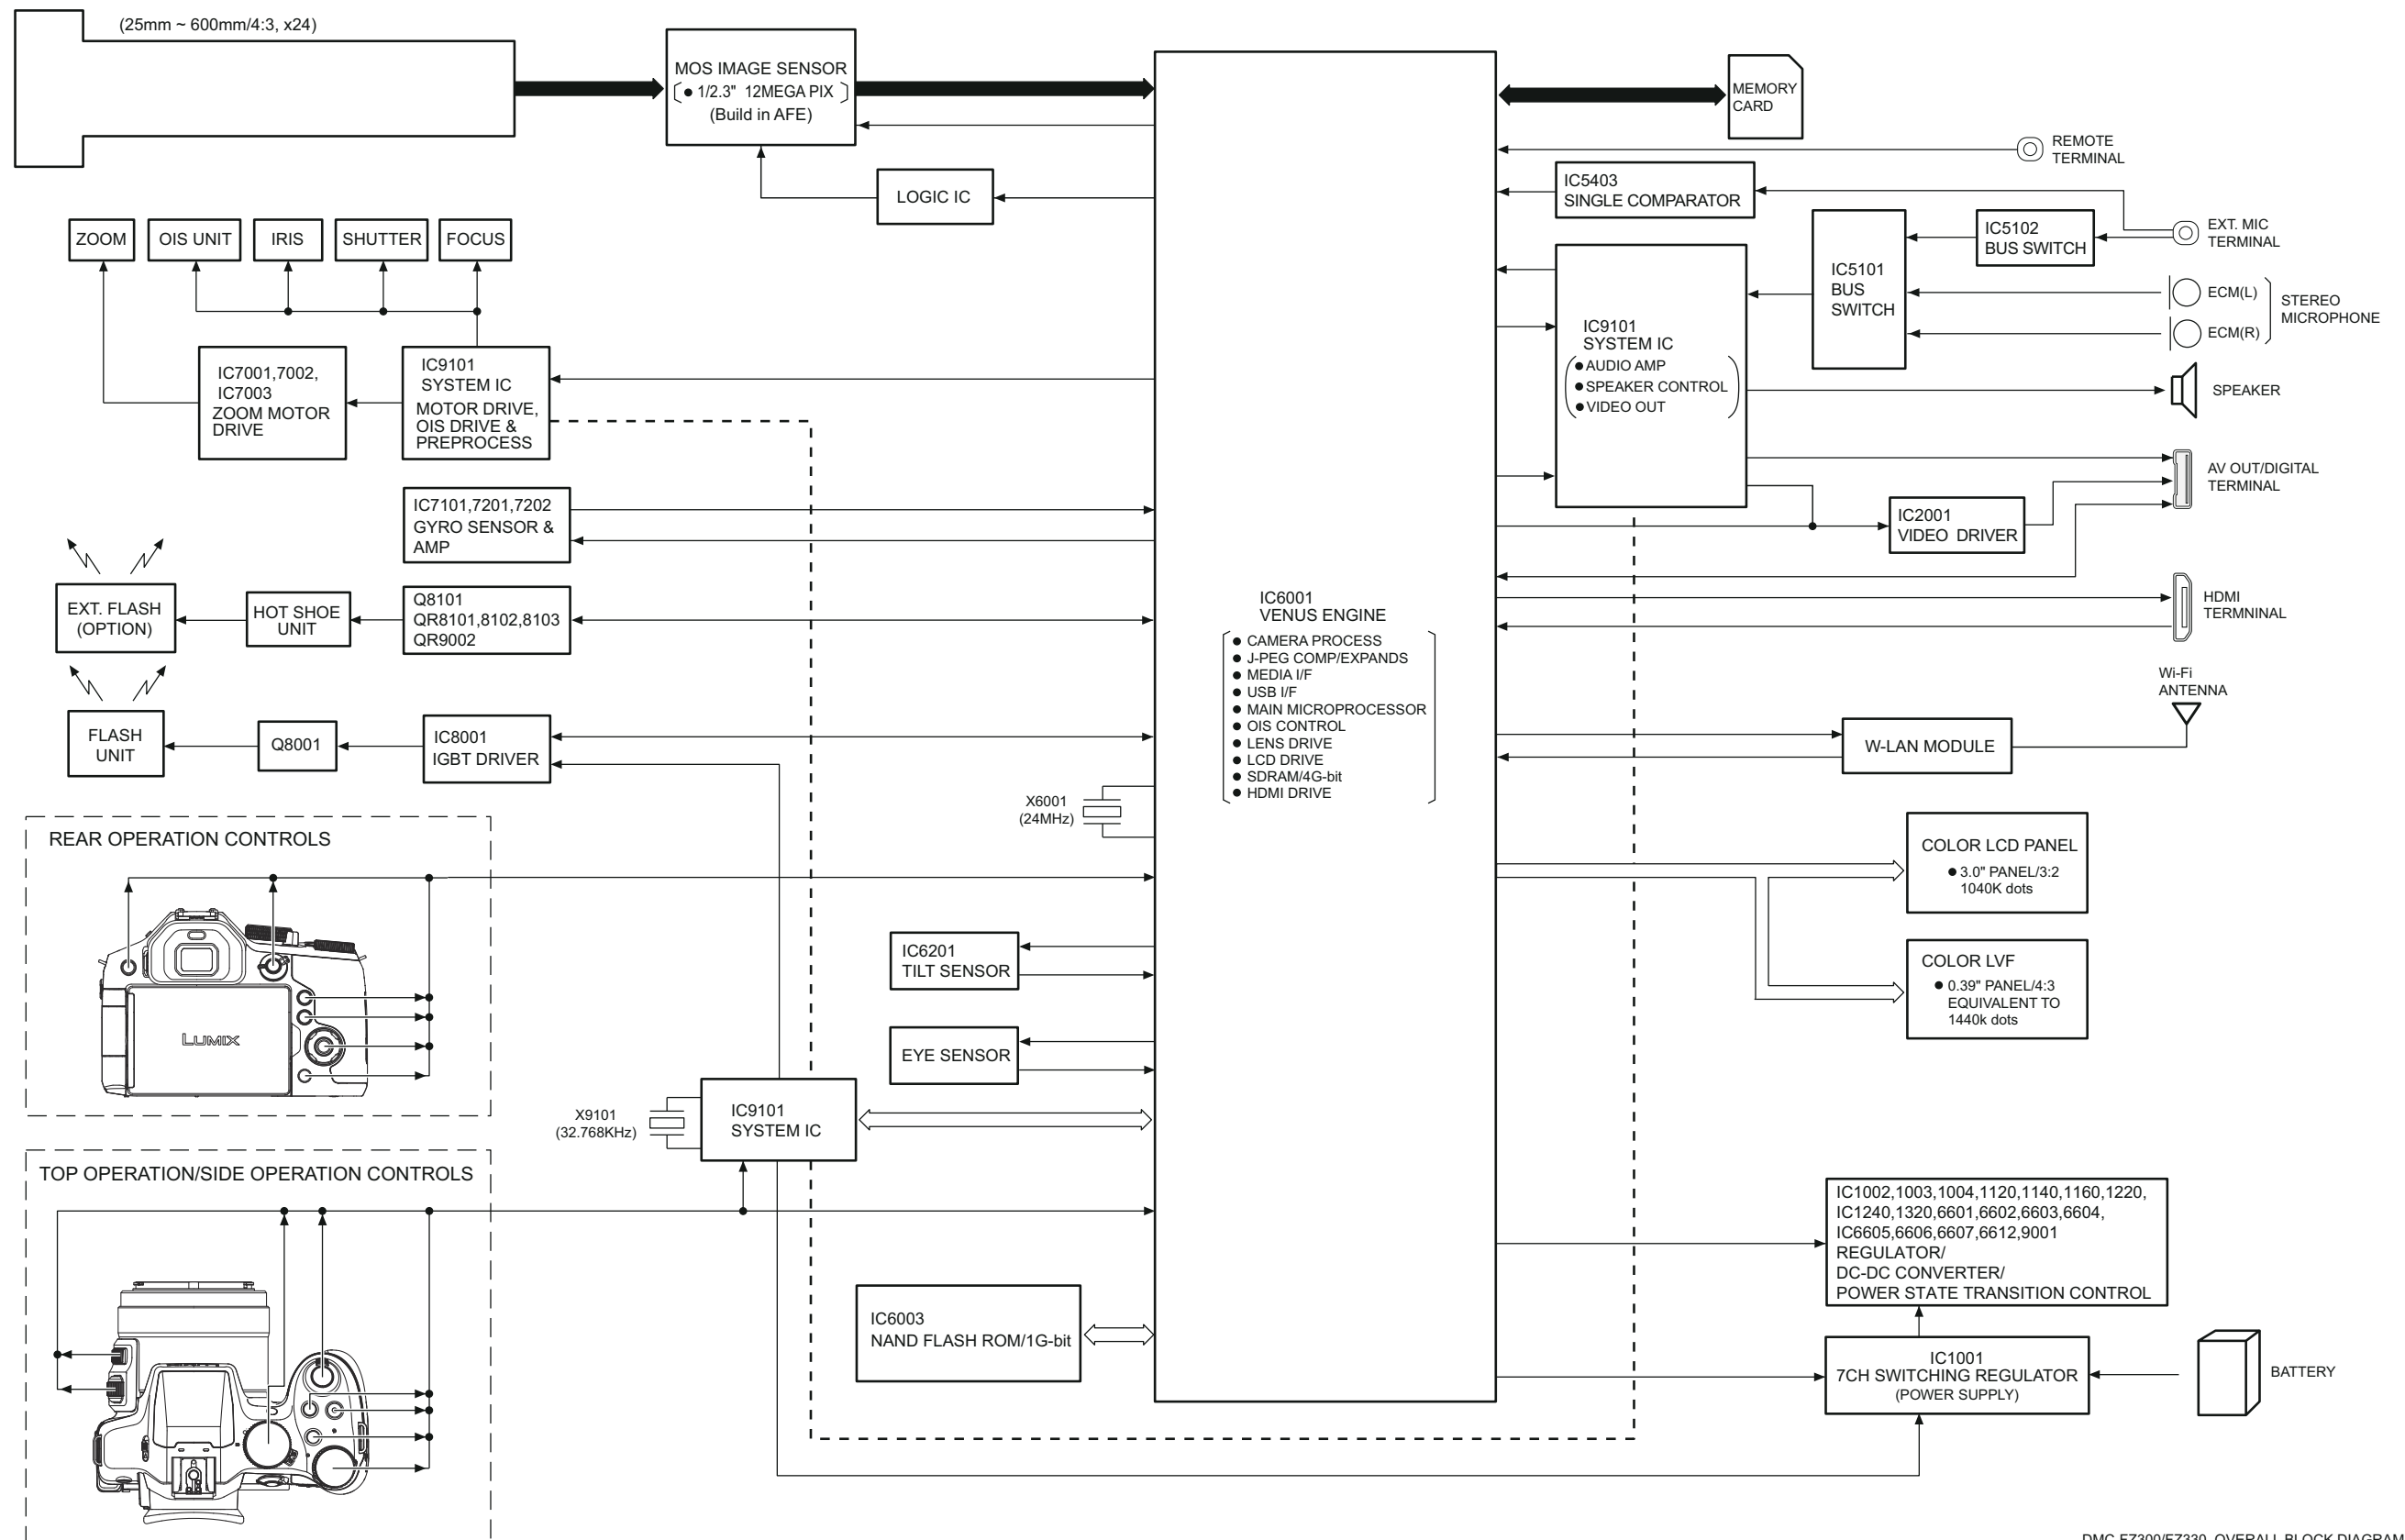 (25mm ~ 600mm/4:3, x24)
MOS IMAGE SENSOR
● 1/2.3" 12MEGA PIX
(Build in AFE)
LOGIC IC
MEMORY
CARD
REMOTE
TERMINAL
IC5403
SINGLE COMPARATOR
EXT. MIC
TERMINAL
IC5102
BUS SWITCH
IC5101
BUS
SWITCH
ECM(L)
ECM(R)
STEREO
MICROPHONE
IC9101
SYSTEM IC
● AUDIO AMP
● SPEAKER CONTROL
● VIDEO OUT
SPEAKER
AV OUT/DIGITAL
TERMINAL
IC2001
VIDEO DRIVER
HDMI
TERMNINAL
Wi-Fi
ANTENNA
W-LAN MODULE
ZOOM
OIS UNIT
IRIS
SHUTTER
FOCUS
IC7001,7002,
IC7003
ZOOM MOTOR
DRIVE
IC9101
SYSTEM IC
MOTOR DRIVE,
OIS DRIVE &
PREPROCESS
IC7101,7201,7202
GYRO SENSOR &
AMP
EXT. FLASH
(OPTION)
HOT SHOE
UNIT
Q8101
QR8101,8102,8103
QR9002
FLASH
UNIT
Q8001
IC8001
IGBT DRIVER
IC6001
VENUS ENGINE
● CAMERA PROCESS
● J-PEG COMP/EXPANDS
● MEDIA I/F
● USB I/F
● MAIN MICROPROCESSOR
● OIS CONTROL
● LENS DRIVE
● LCD DRIVE
● SDRAM/4G-bit
● HDMI DRIVE
X6001
(24MHz)
REAR OPERATION CONTROLS
LUMIX
COLOR LCD PANEL
● 3.0" PANEL/3:2
1040K dots
COLOR LVF
● 0.39" PANEL/4:3
EQUIVALENT TO
1440k dots
IC6201
TILT SENSOR
EYE SENSOR
X9101
(32.768KHz)
IC9101
SYSTEM IC
TOP OPERATION/SIDE OPERATION CONTROLS
IC6003
NAND FLASH ROM/1G-bit
IC1002,1003,1004,1120,1140,1160,1220,
IC1240,1320,6601,6602,6603,6604,
IC6605,6606,6607,6612,9001
REGULATOR/
DC-DC CONVERTER/
POWER STATE TRANSITION CONTROL
IC1001
7CH SWITCHING REGULATOR
(POWER SUPPLY)
BATTERY
DMC-FZ300/FZ330 OVERALL BLOCK DIAGRAM